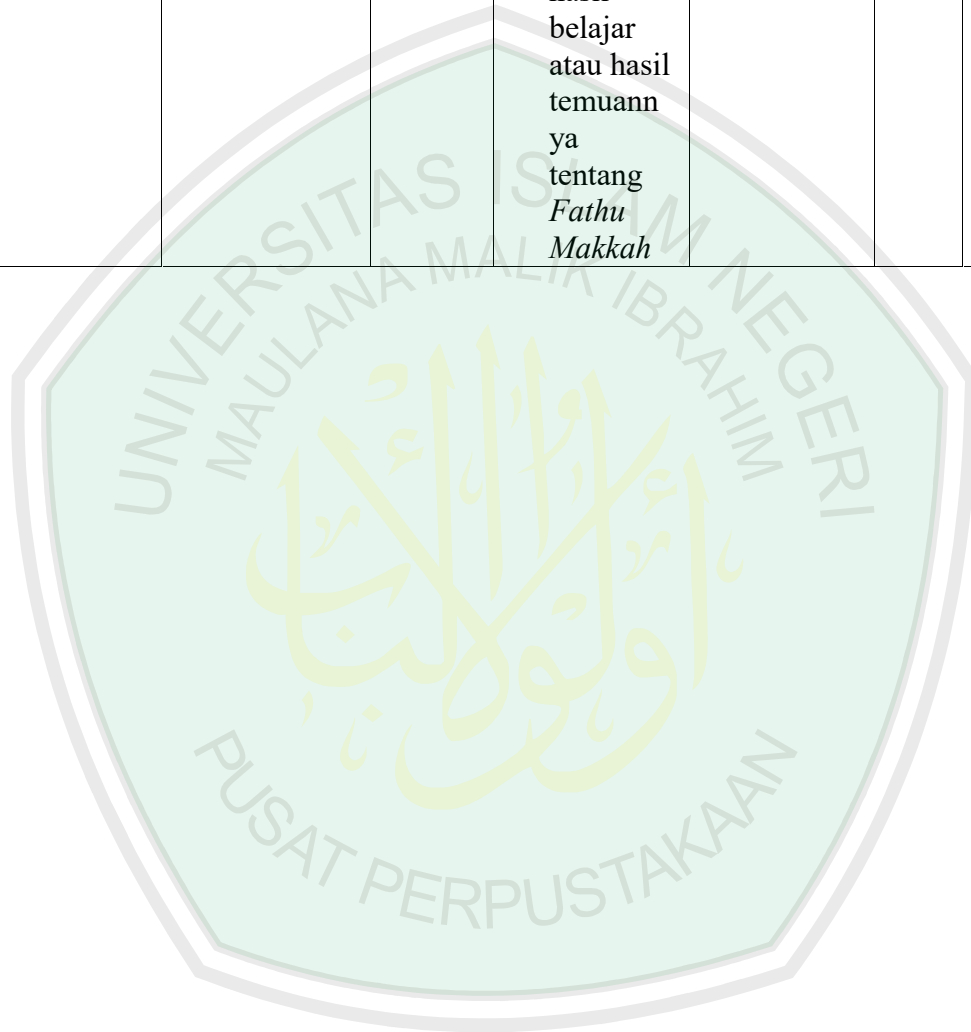 belajar
atau hasil
temuann
ya
tentang
Fathu
Makkah
UNIVERSITAS ISLAM NEGERI
MAULANA MALIK IBRAHIM
PUSAT PERPUSTAKAAN